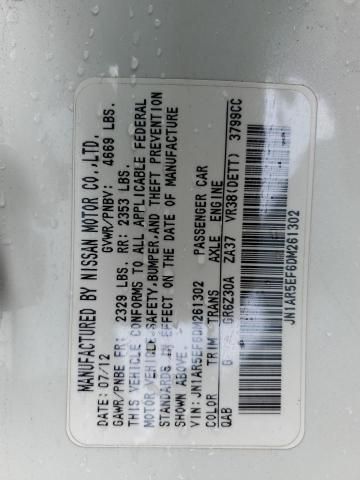 MANUFACTURED BY NISSAN MOTOR CO.,LTD.
DATE: 07/12 GVWR/PNBV: 4669 LBS.
GAWR/PNBE FR: 2329 LBS. RR: 2353 LBS.
THIS VEHICLE CONFORMS TO ALL APPLICABLE FEDERAL
MOTOR VEHICLE SAFETY,BUMPER,AND THEFT PREVENTION
STANDARDS IN EFFECT ON THE DATE OF MANUFACTURE
SHOWN ABOVE.
VIN: JN1AR5EF6DM261302 PASSENGER CAR
COLOR TRIM TRANS AXLE ENGINE
QAB G GR6Z30A ZA37 VR38(DETT) 3799CC
JN1AR5EF6DM261302